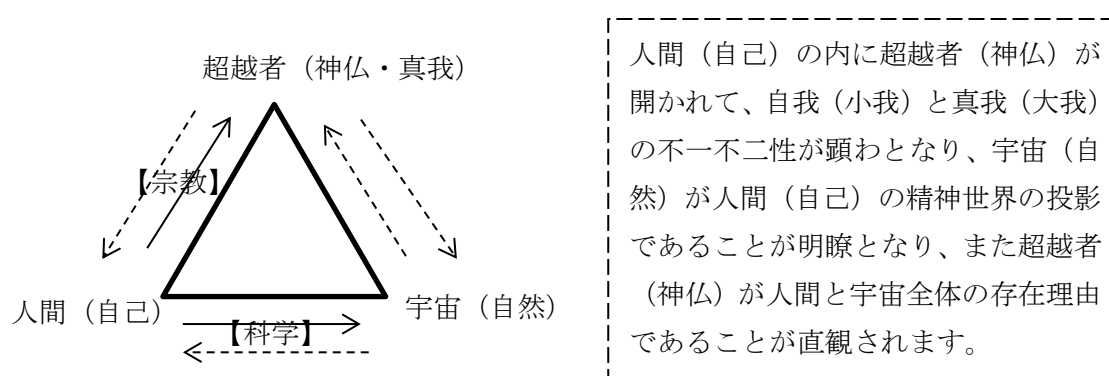 超越者（神仏・真我）
【宗教】
人間（自己）
宇宙（自然）
【科学】
人間（自己）の内に超越者（神仏）が
開かれて、自我（小我）と真我（大我）
の不一不二性が顕わとなり、宇宙（自
然）が人間（自己）の精神世界の投影
であることが明瞭となり、また超越者
（神仏）が人間と宇宙全体の存在理由
であることが直観されます。